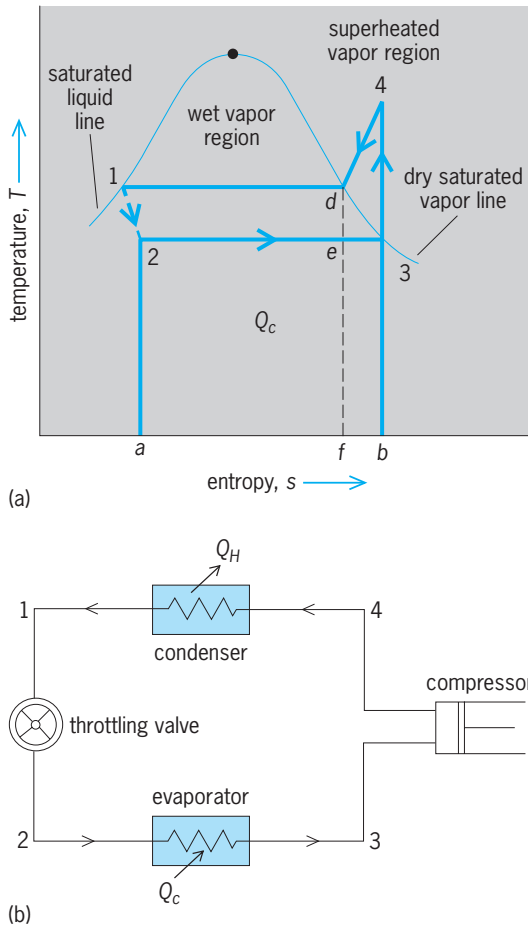 superheated
vapor region
saturated
liquid
line
4
wet vapor
region
1
d
dry saturated
vapor line
2
e
3
temperature, T
Qc
a
f
b
entropy, s
(a)
QH
1
4
condenser
compressor
throttling valve
evaporator
2
3
Qc
(b)